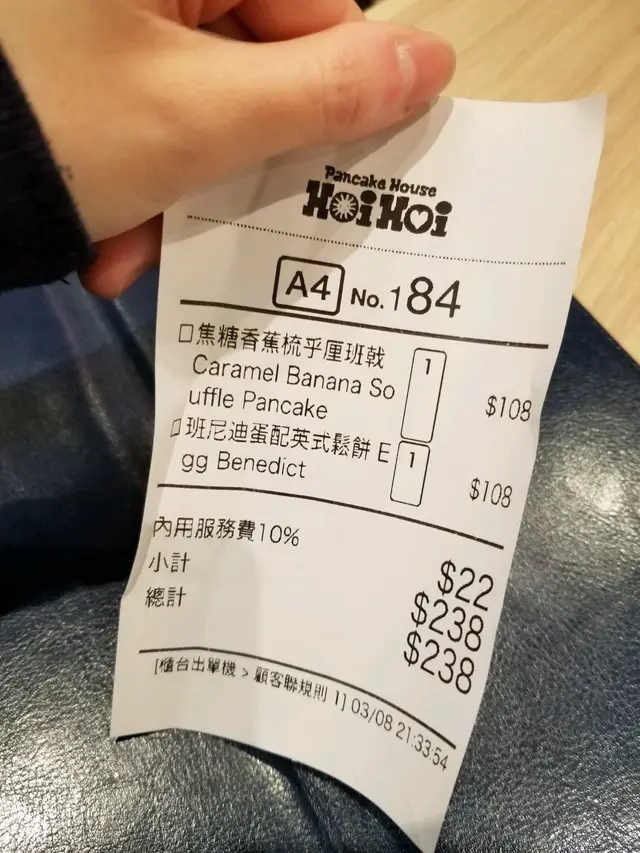 Pancake House
HoiHoi
A4 No.184
□焦糖香蕉梳乎厘班戟 1
Caramel Banana So $108
uffle Pancake
□班尼迪蛋配英式鬆餅 E 1
gg Benedict $108
內用服務費10% $22
小計 $238
總計 $238
[櫃台出單機 > 顧客聯規則 1] 03/08 21:33:54